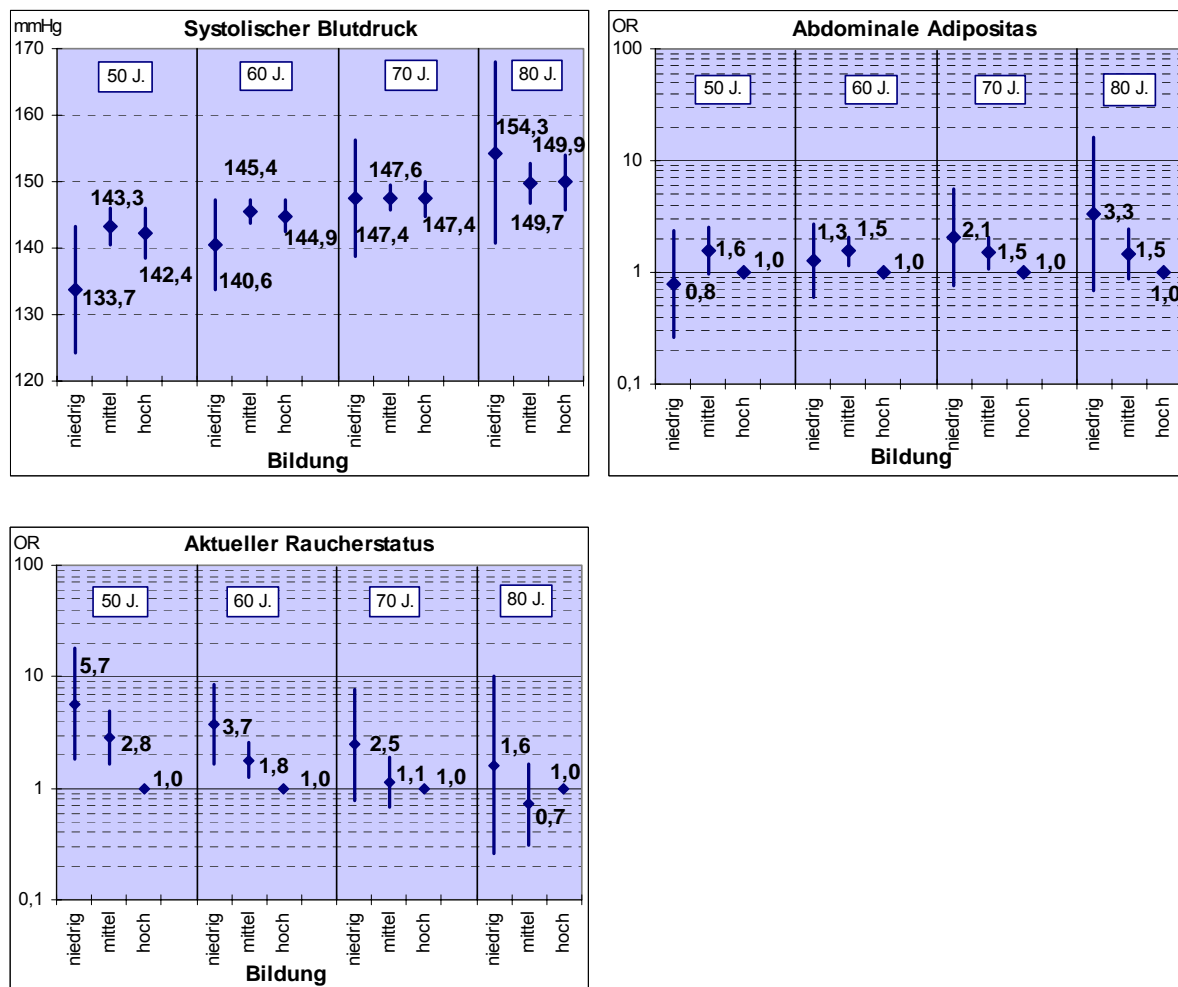 mmHg
Systolischer Blutdruck
170
160
150
140
130
120
50 J.
60 J.
70 J.
80 J.
133,7
143,3
142,4
140,6
145,4
144,9
147,4
147,6
147,4
154,3
149,7
149,9
niedrig
mittel
hoch
niedrig
mittel
hoch
niedrig
mittel
hoch
niedrig
mittel
hoch
Bildung
OR
Abdominale Adipositas
100
10
1
0,1
50 J.
60 J.
70 J.
80 J.
0,8
1,6
1,0
1,3
1,5
1,0
2,1
1,5
1,0
3,3
1,5
1,0
niedrig
mittel
hoch
niedrig
mittel
hoch
niedrig
mittel
hoch
niedrig
mittel
hoch
Bildung
OR
Aktueller Raucherstatus
100
10
1
0,1
50 J.
60 J.
70 J.
80 J.
5,7
2,8
1,0
3,7
1,8
1,0
2,5
1,1
1,0
1,6
0,7
1,0
niedrig
mittel
hoch
niedrig
mittel
hoch
niedrig
mittel
hoch
niedrig
mittel
hoch
Bildung